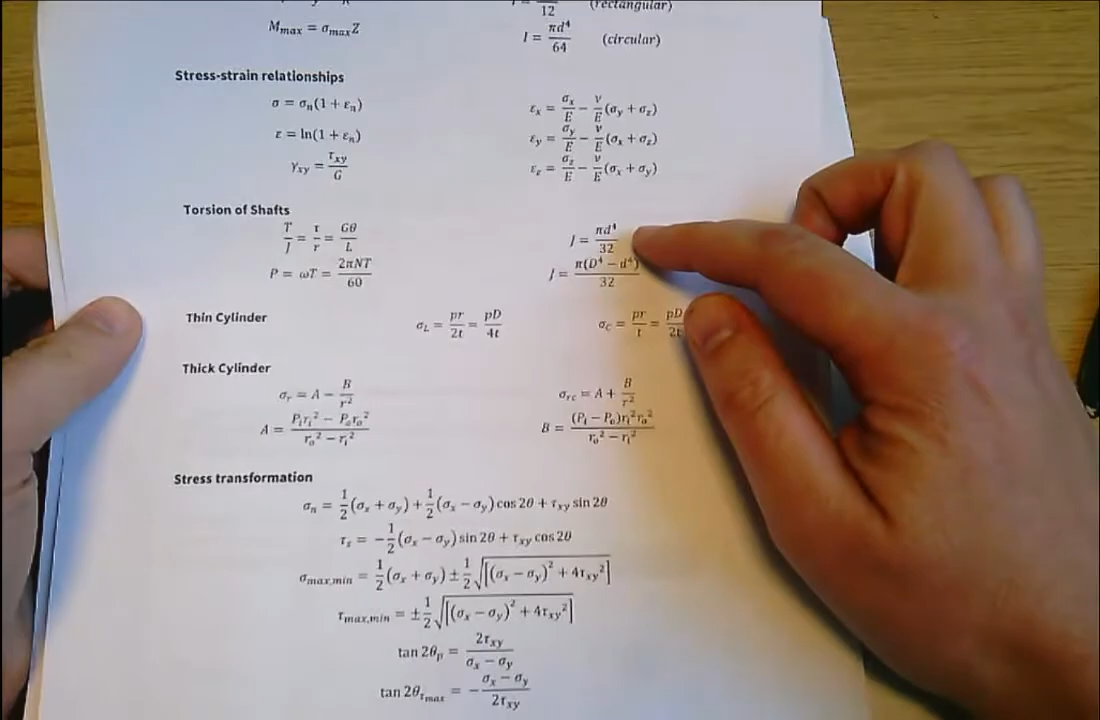 M_max = σ_max Z
12 (rectangular)
I = πd⁴/64 (circular)
Stress-strain relationships
σ = σ_n(1 + ε_n)
ε = ln(1 + ε_n)
γ_xy = τ_xy/G
ε_x = σ_x/E − ν/E(σ_y + σ_z)
ε_y = σ_y/E − ν/E(σ_x + σ_z)
ε_z = σ_z/E − ν/E(σ_x + σ_y)
Torsion of Shafts
T/J = τ/r = Gθ/L
P = ωT = 2πNT/60
J = πd⁴/32
J = π(D⁴ − d⁴)/32
Thin Cylinder
σ_L = pr/2t = pD/4t
σ_C = pr/t = pD/2t
Thick Cylinder
σ_r = A − B/r²
σ_rc = A + B/r²
A = (P_i r_i² − P_o r_o²)/(r_o² − r_i²)
B = (P_i − P_o)r_i² r_o²/(r_o² − r_i²)
Stress transformation
σ_n = 1/2(σ_x + σ_y) + 1/2(σ_x − σ_y) cos 2θ + τ_xy sin 2θ
τ_s = −1/2(σ_x − σ_y) sin 2θ + τ_xy cos 2θ
σ_max,min = 1/2(σ_x + σ_y) ± 1/2√[(σ_x − σ_y)² + 4τ_xy²]
τ_max,min = ±1/2√[(σ_x − σ_y)² + 4τ_xy²]
tan 2θ_p = 2τ_xy/(σ_x − σ_y)
tan 2θ_τmax = −(σ_x − σ_y)/2τ_xy